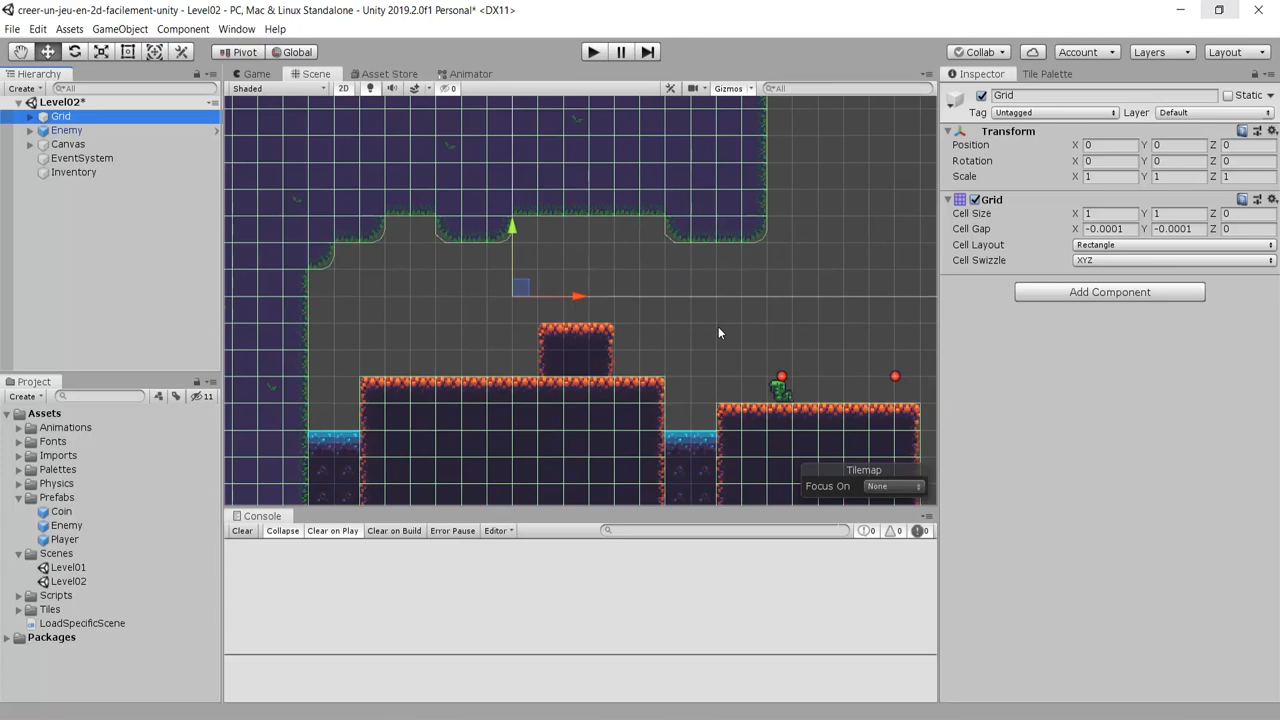 creer-un-jeu-en-2d-facilement-unity - Level02 - PC, Mac & Linux Standalone - Unity 2019.2.0f1 Personal* <DX11>
File Edit Assets GameObject Component Window Help
Pivot Global Collab Account Layers Layout
Hierarchy Game Scene Asset Store Animator Inspector Tile Palette
Create All Shaded 2D 0 Gizmos All Grid Static
Level02*
Grid
Enemy
Canvas
EventSystem
Inventory
Tag Untagged Layer Default
Transform
Position X 0 Y 0 Z 0
Rotation X 0 Y 0 Z 0
Scale X 1 Y 1 Z 1
Grid
Cell Size X 1 Y 1 Z 0
Cell Gap X -0.0001 Y -0.0001 Z 0
Cell Layout Rectangle
Cell Swizzle XYZ
Add Component
Tilemap
Focus On None
Project
Create 11
Assets
Animations
Fonts
Imports
Palettes
Physics
Prefabs
Coin
Enemy
Player
Scenes
Level01
Level02
Scripts
Tiles
LoadSpecificScene
Packages
Console
Clear Collapse Clear on Play Clear on Build Error Pause Editor 0 0 0